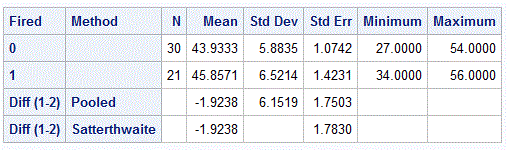 Fired Method N Mean Std Dev Std Err Minimum Maximum
0 30 43.9333 5.8835 1.0742 27.0000 54.0000
1 21 45.8571 6.5214 1.4231 34.0000 56.0000
Diff (1-2) Pooled -1.9238 6.1519 1.7503
Diff (1-2) Satterthwaite -1.9238 1.7830